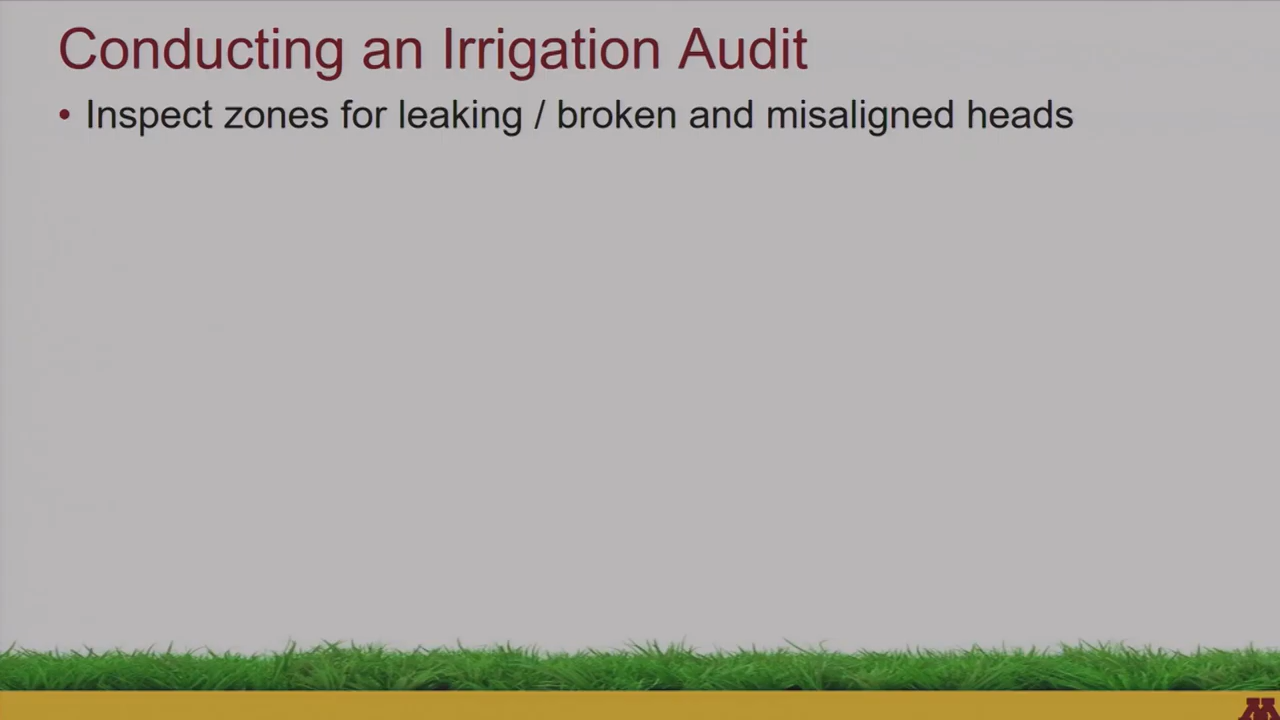 Conducting an Irrigation Audit
• Inspect zones for leaking / broken and misaligned heads